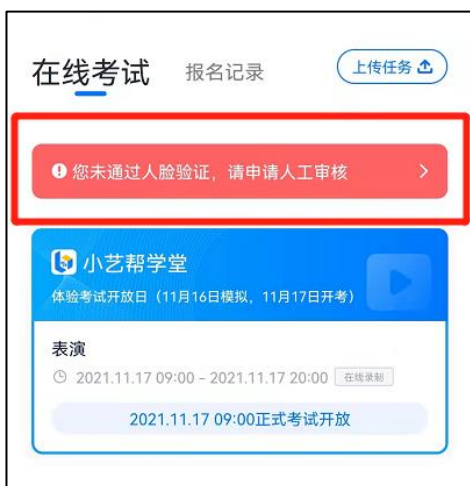 在线考试 报名记录 上传任务
您未通过人脸验证，请申请人工审核
小艺帮学堂
体验考试开放日（11月16日模拟，11月17日开考）
表演
2021.11.17 09:00 - 2021.11.17 20:00 在线录制
2021.11.17 09:00正式考试开放